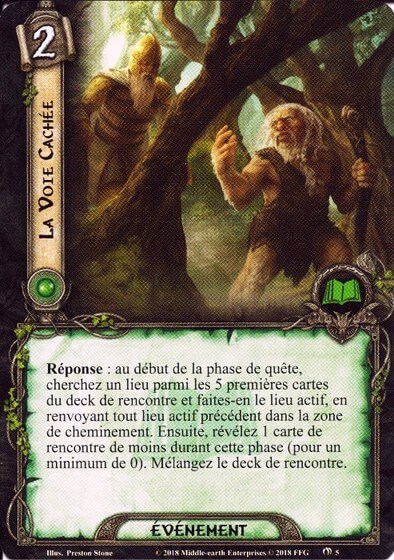 2
LA VOIE CACHÉE
Réponse : au début de la phase de quête,
cherchez un lieu parmi les 5 premières cartes
du deck de rencontre et faites-en le lieu actif, en
renvoyant tout lieu actif précédent dans la zone
de cheminement. Ensuite, révélez 1 carte
de rencontre de moins durant cette phase (pour un
minimum de 0). Mélangez le deck de rencontre.
ÉVÉNEMENT
Illus. Preston Stone © 2018 Middle-earth Enterprises © 2018 FFG 5